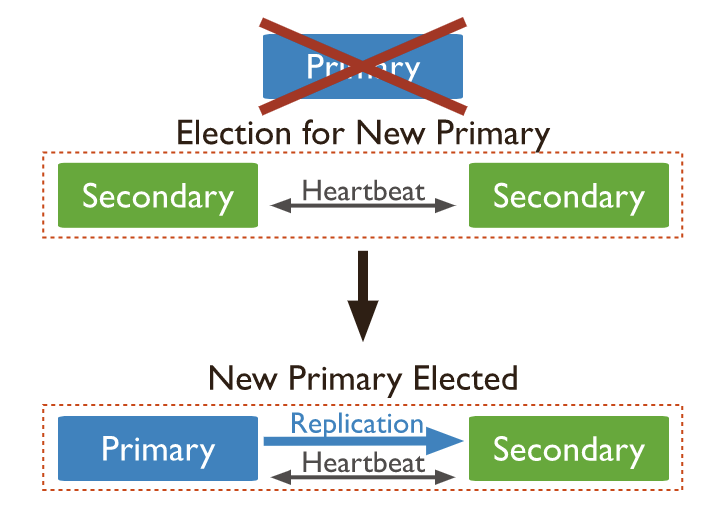 Primary
Election for New Primary
Secondary
Heartbeat
Secondary
New Primary Elected
Primary
Replication
Heartbeat
Secondary